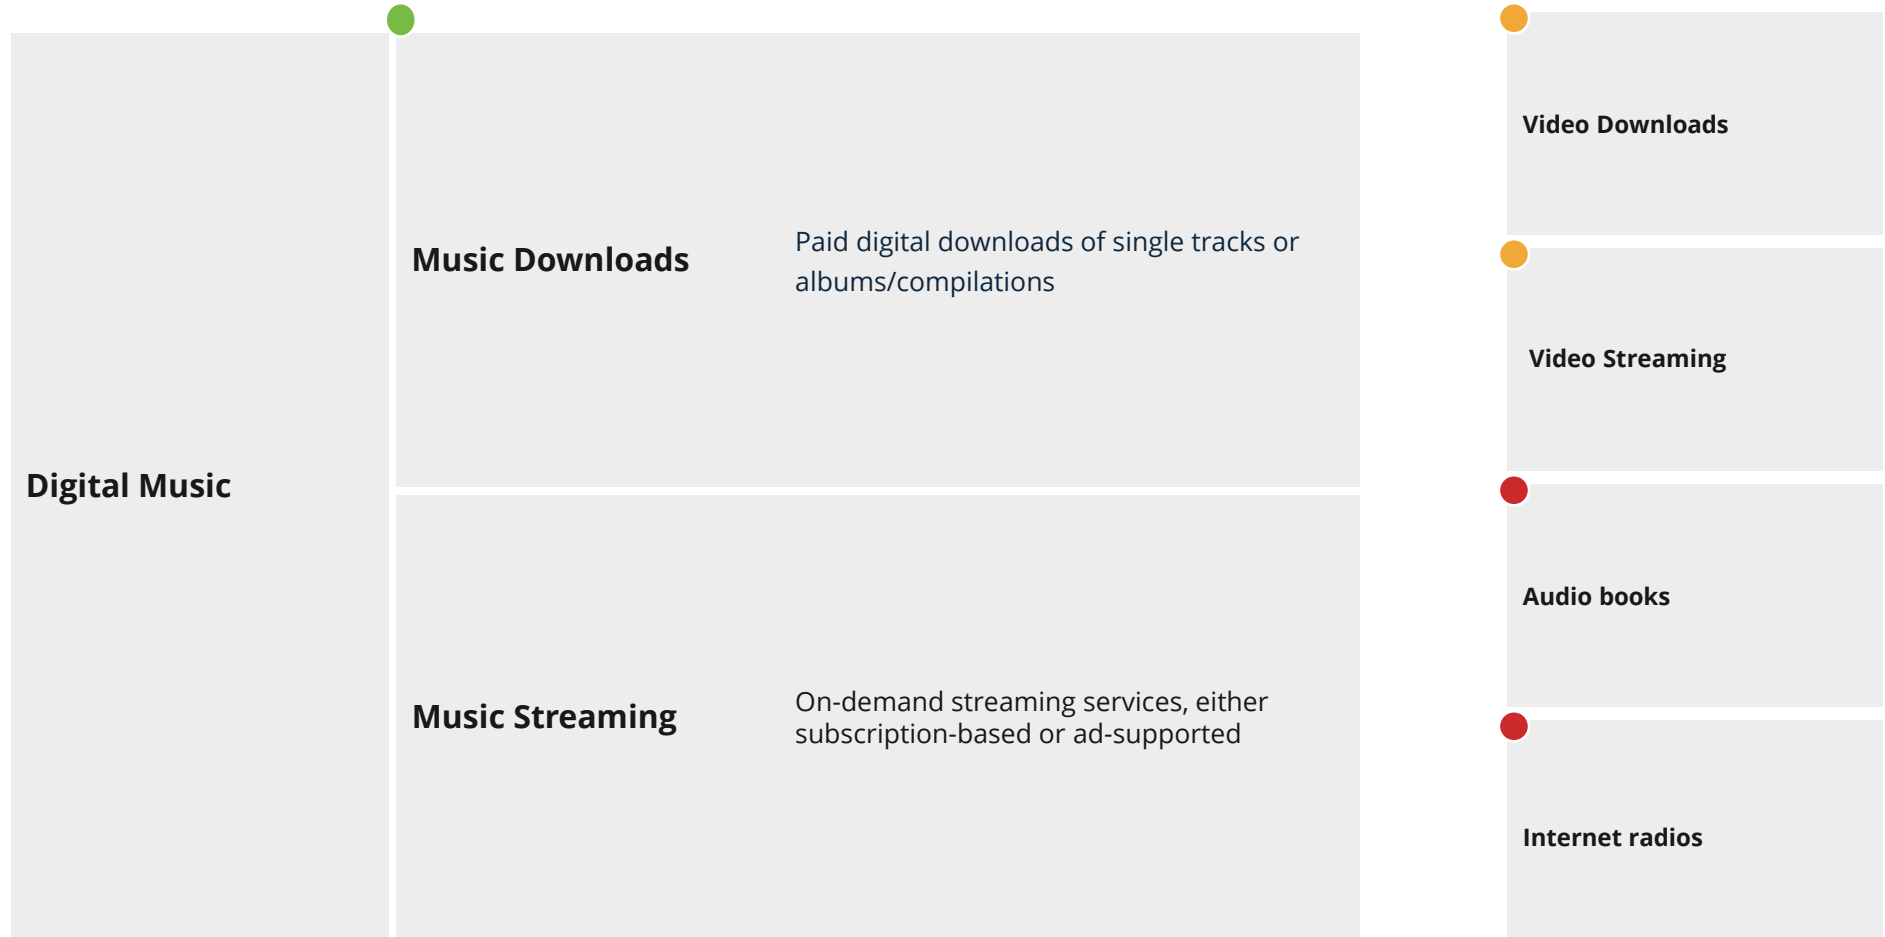 Digital Music
Music Downloads
Paid digital downloads of single tracks or
albums/compilations
Music Streaming
On-demand streaming services, either
subscription-based or ad-supported
Video Downloads
Video Streaming
Audio books
Internet radios